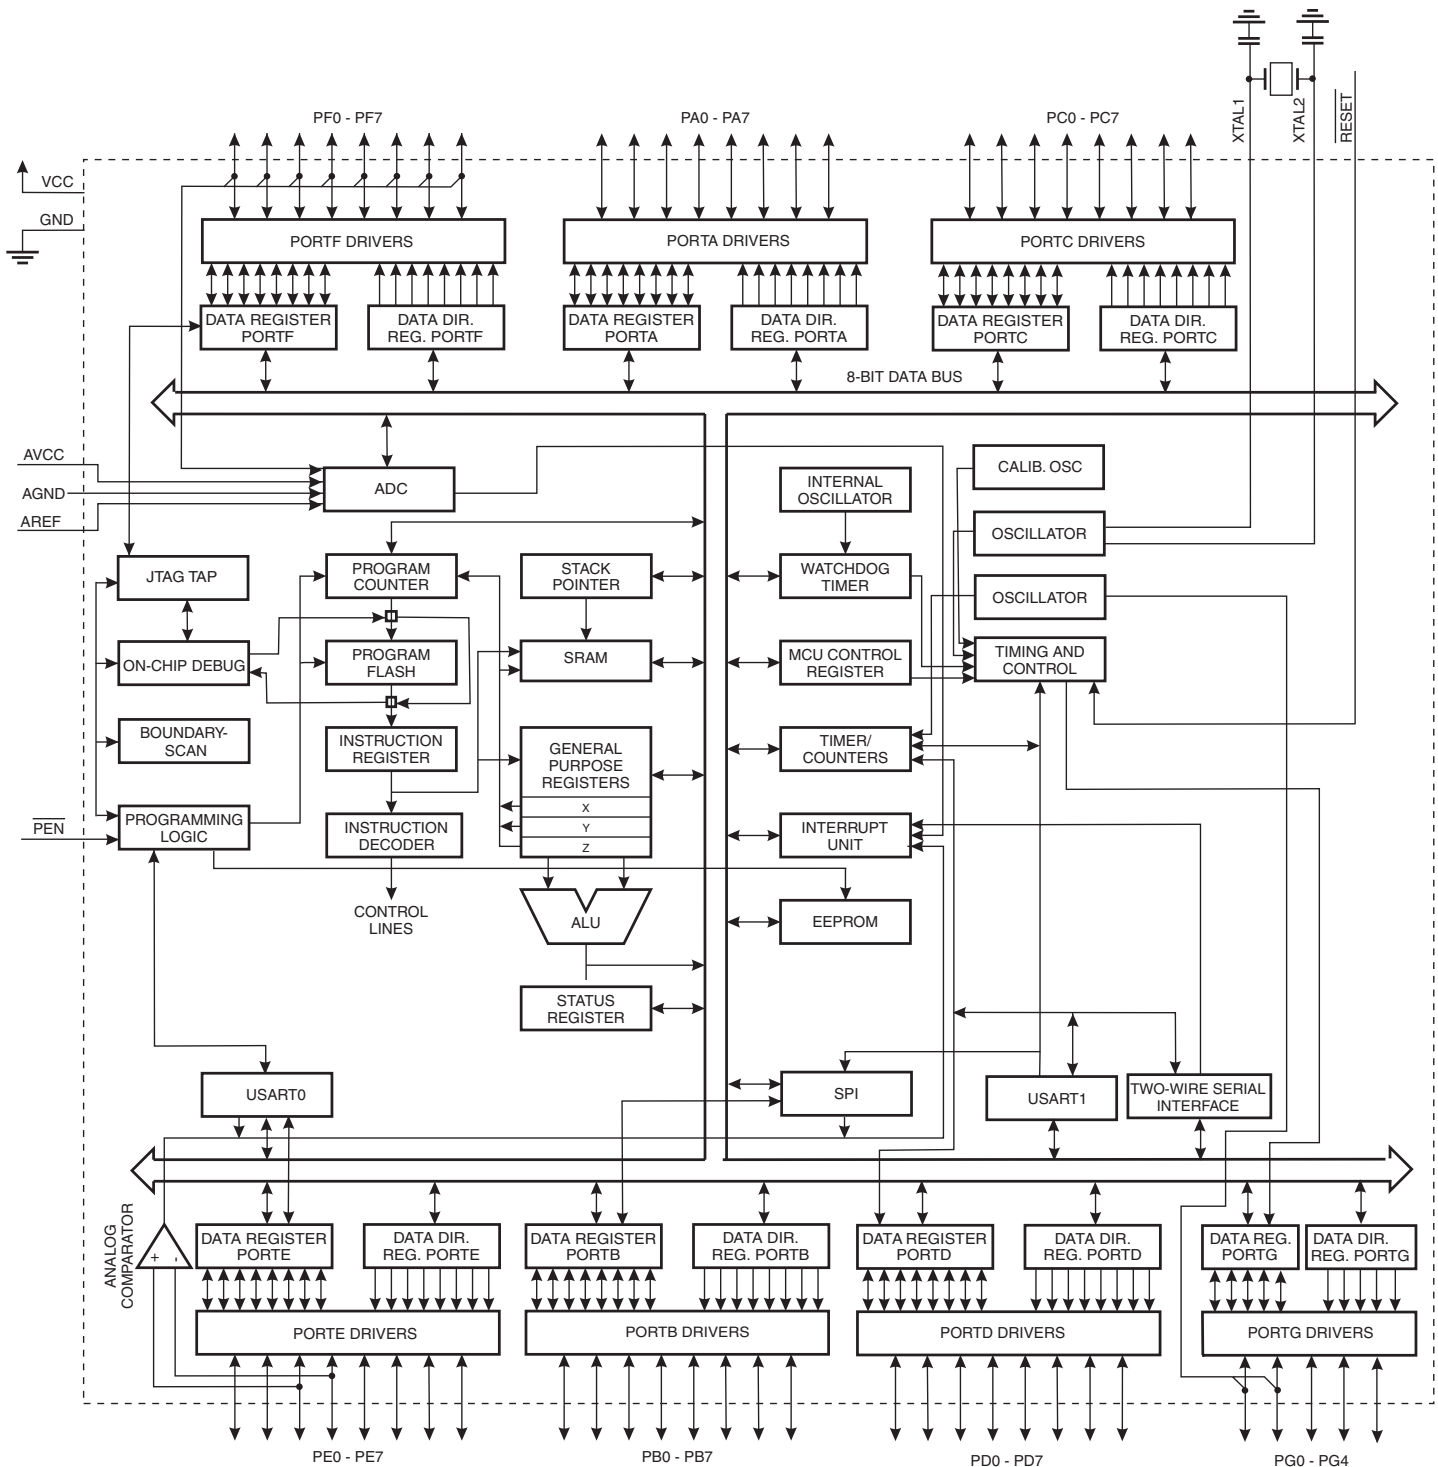 XTAL1
XTAL2
RESET
PF0 - PF7
PA0 - PA7
PC0 - PC7
VCC
GND
PORTF DRIVERS
PORTA DRIVERS
PORTC DRIVERS
DATA REGISTER
PORTF
DATA DIR.
REG. PORTF
DATA REGISTER
PORTA
DATA DIR.
REG. PORTA
DATA REGISTER
PORTC
DATA DIR.
REG. PORTC
8-BIT DATA BUS
AVCC
AGND
AREF
ADC
INTERNAL
OSCILLATOR
CALIB. OSC
OSCILLATOR
JTAG TAP
PROGRAM
COUNTER
STACK
POINTER
WATCHDOG
TIMER
OSCILLATOR
ON-CHIP DEBUG
PROGRAM
FLASH
SRAM
MCU CONTROL
REGISTER
TIMING AND
CONTROL
BOUNDARY-
SCAN
INSTRUCTION
REGISTER
GENERAL
PURPOSE
REGISTERS
X
Y
Z
TIMER/
COUNTERS
PEN
PROGRAMMING
LOGIC
INSTRUCTION
DECODER
INTERRUPT
UNIT
CONTROL
LINES
ALU
EEPROM
STATUS
REGISTER
USART0
SPI
USART1
TWO-WIRE SERIAL
INTERFACE
ANALOG
COMPARATOR
+
-
DATA REGISTER
PORTE
DATA DIR.
REG. PORTE
DATA REGISTER
PORTB
DATA DIR.
REG. PORTB
DATA REGISTER
PORTD
DATA DIR.
REG. PORTD
DATA REG.
PORTG
DATA DIR.
REG. PORTG
PORTE DRIVERS
PORTB DRIVERS
PORTD DRIVERS
PORTG DRIVERS
PE0 - PE7
PB0 - PB7
PD0 - PD7
PG0 - PG4